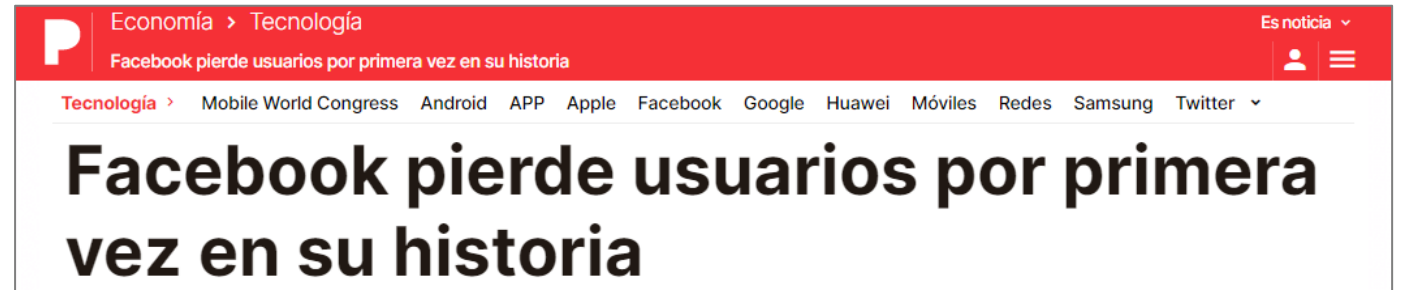 P
Economía > Tecnología
Es noticia
Facebook pierde usuarios por primera vez en su historia
Tecnología > Mobile World Congress Android APP Apple Facebook Google Huawei Móviles Redes Samsung Twitter
Facebook pierde usuarios por primera
vez en su historia